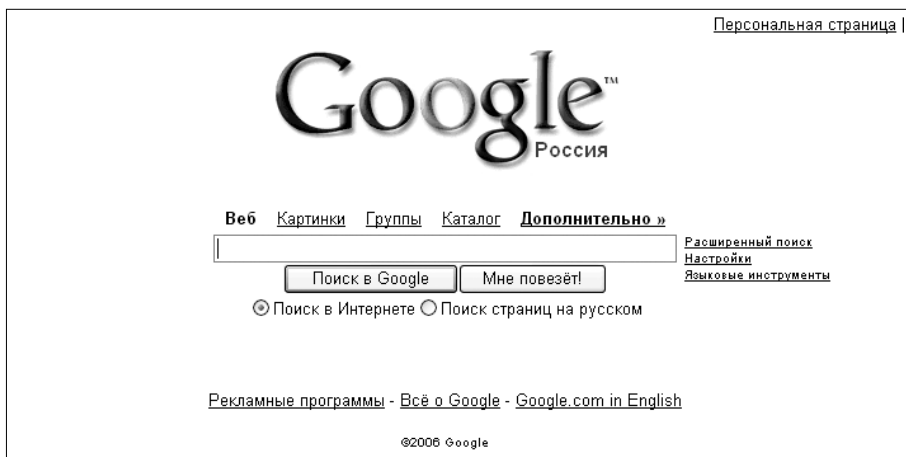 Персональная страница |
Google™
Россия
Веб Картинки Группы Каталог Дополнительно »
Расширенный поиск
Настройки
Языковые инструменты
Поиск в Google Мне повезёт!
Поиск в Интернете Поиск страниц на русском
Рекламные программы - Всё о Google - Google.com in English
©2006 Google